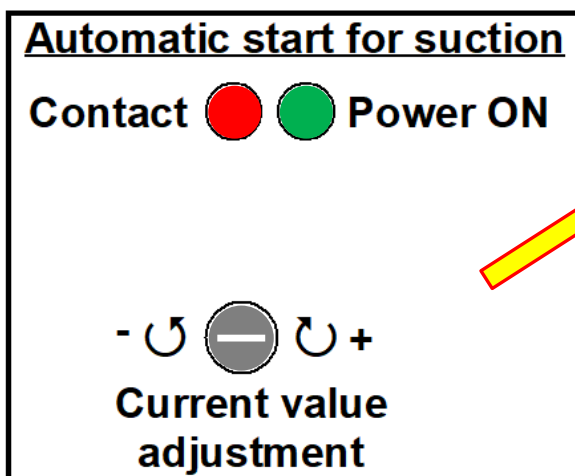 Automatic start for suction
Contact Power ON
- +
Current value
adjustment